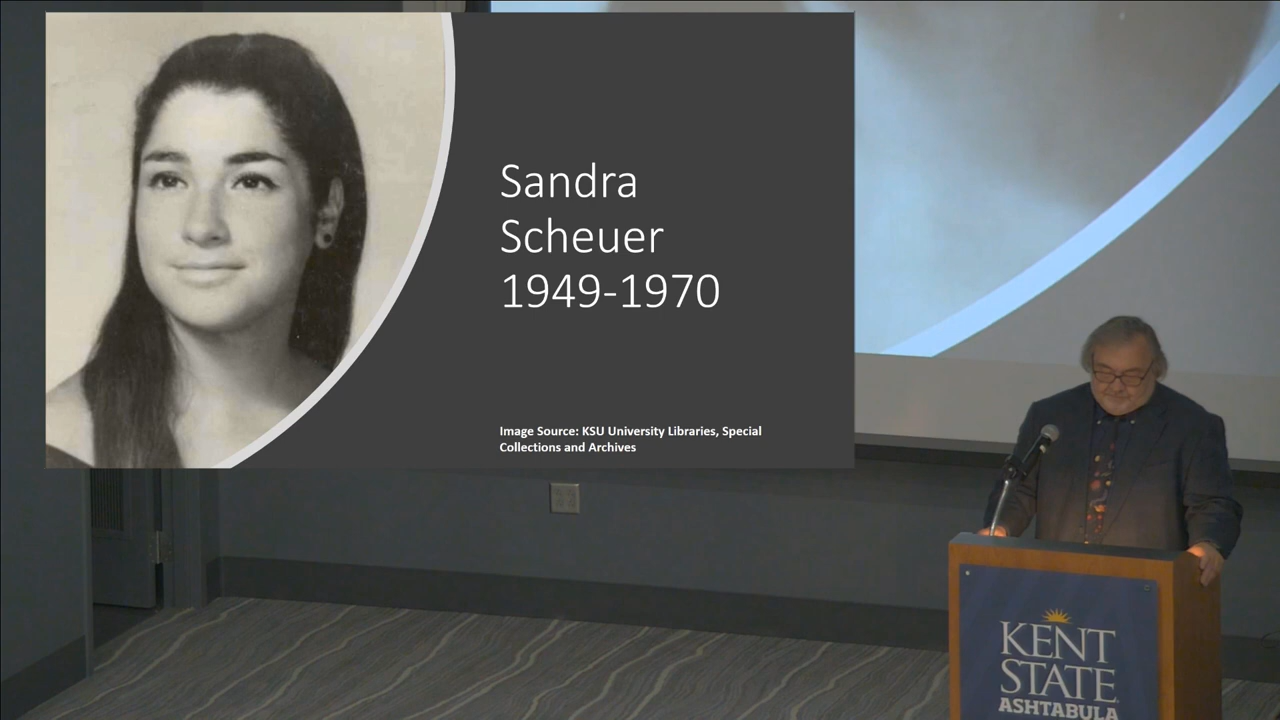 Sandra
Scheuer
1949-1970
Image Source: KSU University Libraries, Special
Collections and Archives
KENT
STATE
ASHTABULA